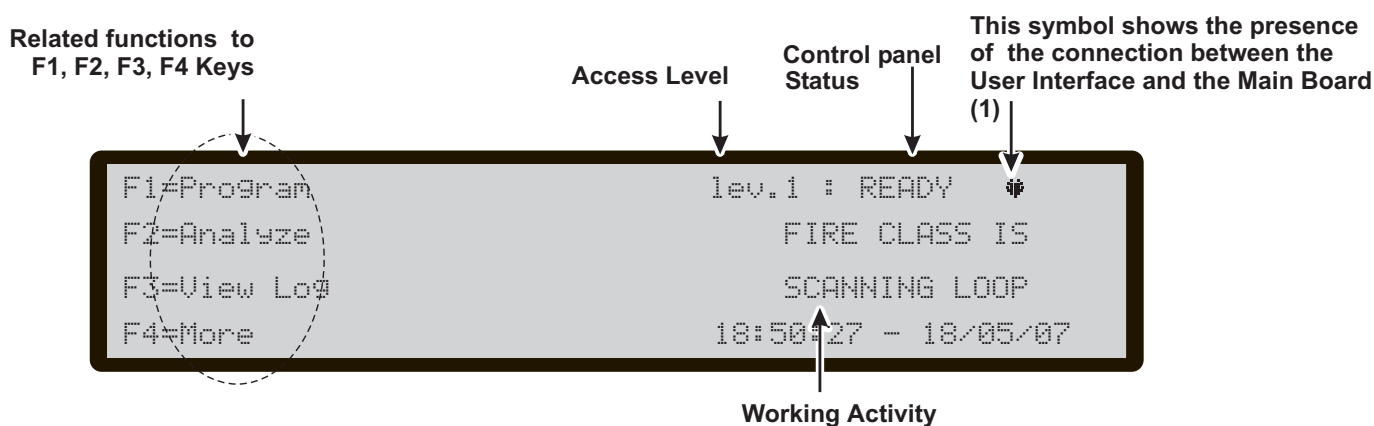 Related functions to
F1, F2, F3, F4 Keys
Access Level
Control panel
Status
This symbol shows the presence
of the connection between the
User Interface and the Main Board
(1)
F1=Program lev.1 : READY
F2=Analyze FIRE CLASS IS
F3=View Log SCANNING LOOP
F4=More 18:50:27 - 18/05/07
Working Activity